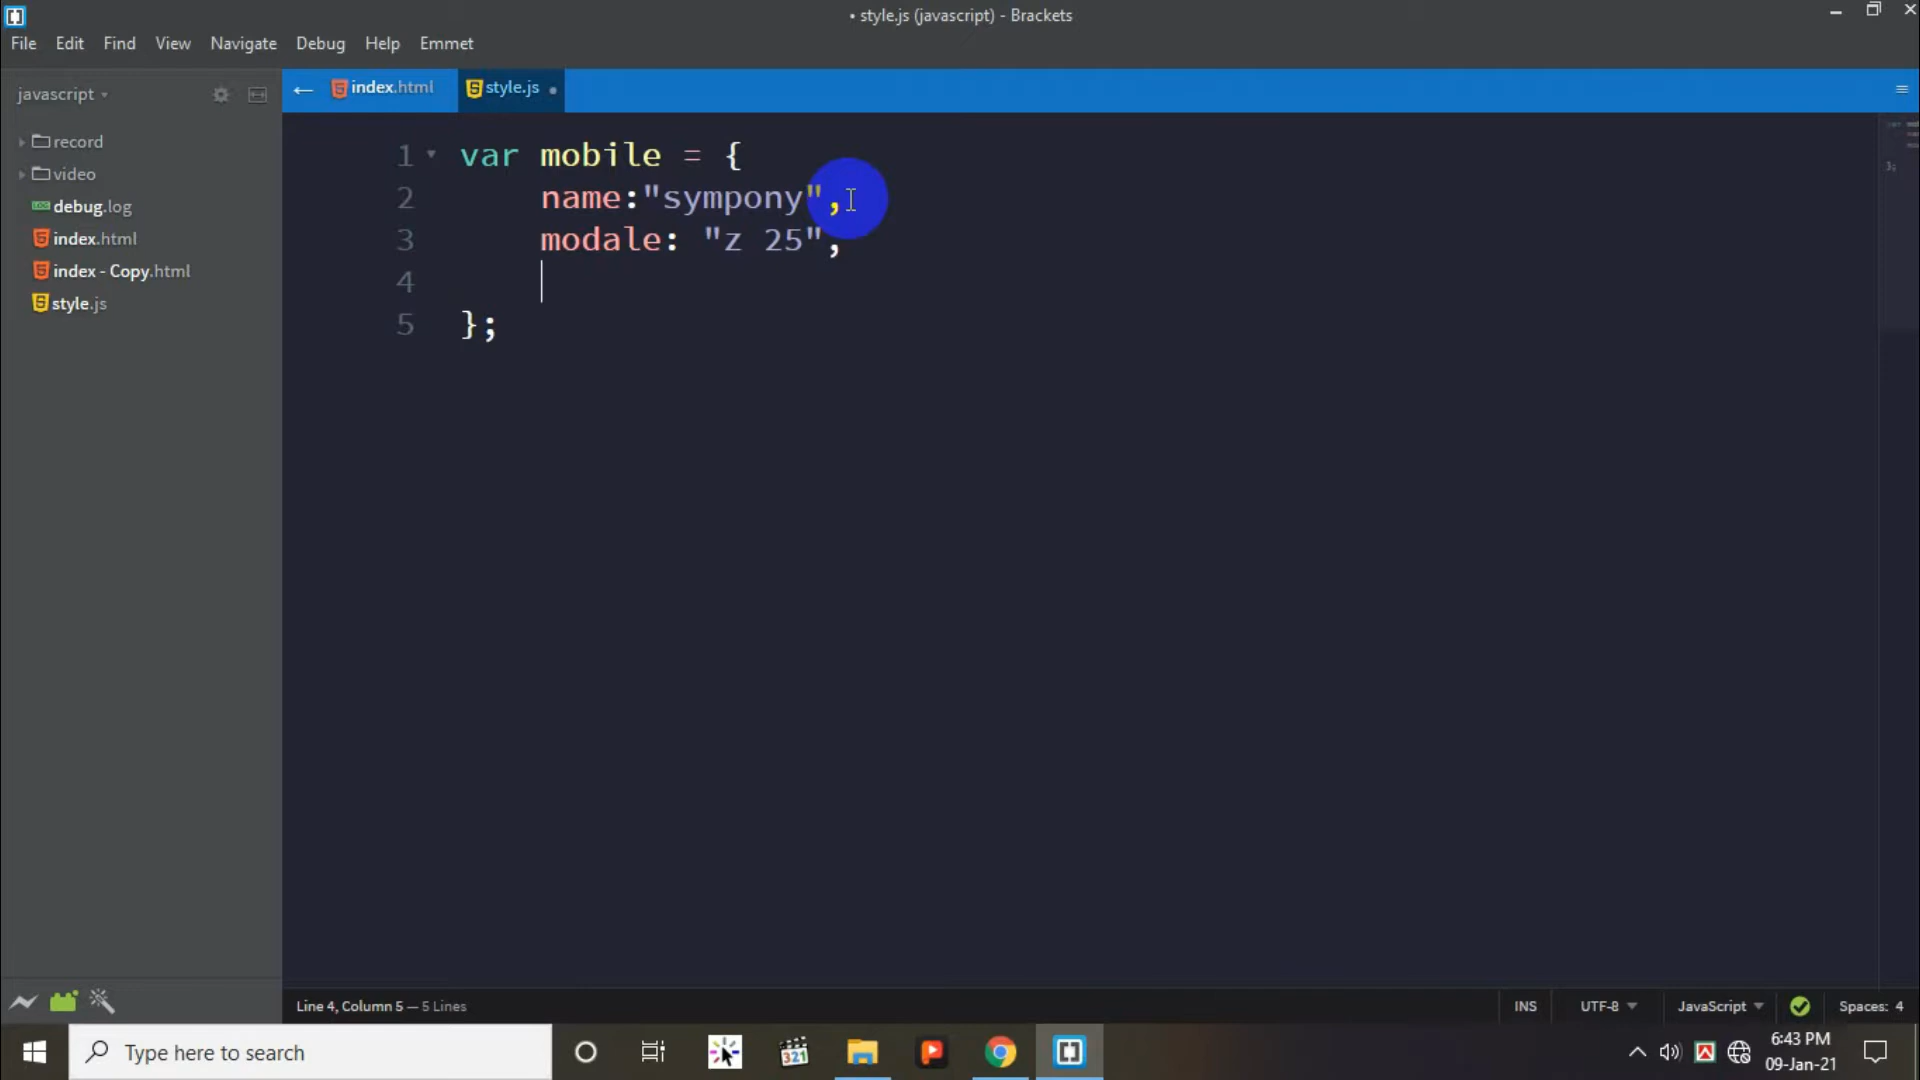 • style.js (javascript) - Brackets
File Edit Find View Navigate Debug Help Emmet
javascript
index.html
style.js
record
video
debug.log
index.html
index - Copy.html
style.js
1 var mobile = {
2 name:"sympony",
3 modale: "z 25",
4
5 };
Line 4, Column 5 — 5 Lines
INS UTF-8 JavaScript Spaces: 4
Type here to search
321
6:43 PM
09-Jan-21